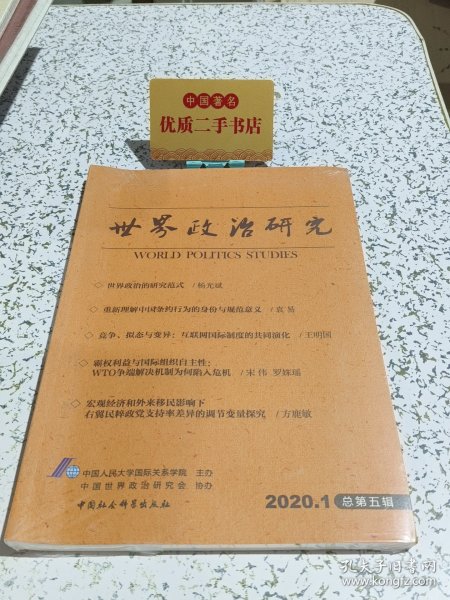 中国著名
优质二手书店
世界政治研究
WORLD POLITICS STUDIES
◇ 世界政治的研究范式 / 杨光斌
◇ 重新理解中国条约行为的身份与规范意义 / 袁易
◇ 竞争、拟态与变异：互联网国际制度的共同演化 / 王明国
◇ 霸权利益与国际组织自主性：
WTO争端解决机制为何陷入危机 / 宋伟 罗姝瑶
◇ 宏观经济和外来移民影响下
右翼民粹政党支持率差异的调节变量探究 / 方鹿敏
中国人民大学国际关系学院 主办
中国世界政治研究会 协办
中国社会科学出版社
2020.1 总第五辑
孔夫子旧书网
www.kongfz.com